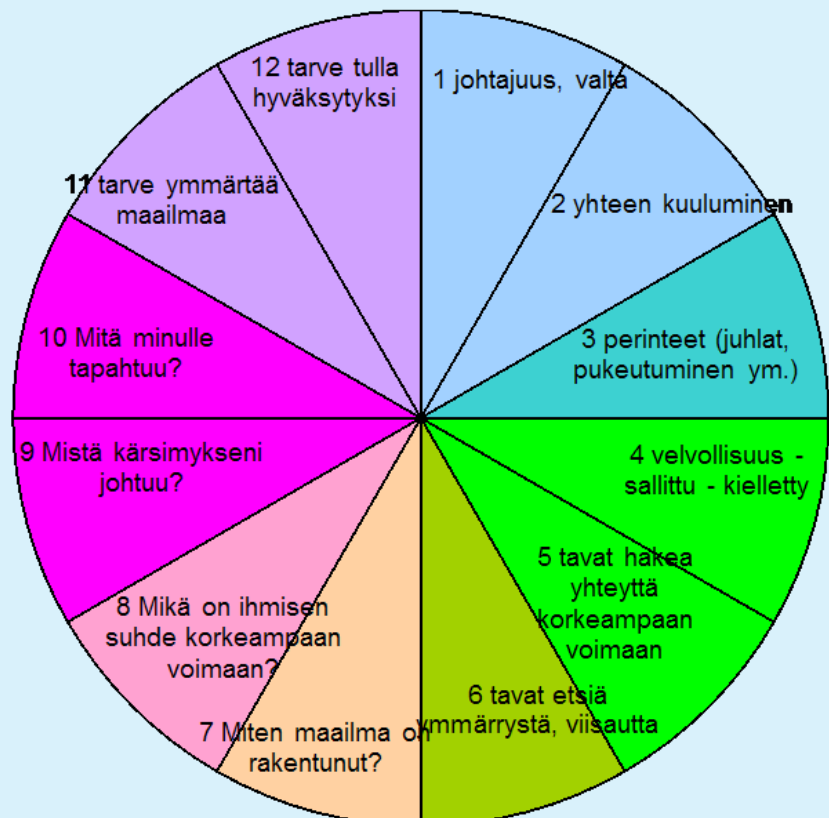 12 tarve tulla
hyväksytyksi
1 johtajuus, valta
2 yhteen kuuluminen
3 perinteet (juhlat,
pukeutuminen ym.)
4 velvollisuus -
sallittu - kielletty
5 tavat hakea
yhteyttä
korkeampaan
voimaan
6 tavat etsiä
ymmärrystä, viisautta
7 Miten maailma on
rakentunut?
8 Mikä on ihmisen
suhde korkeampaan
voimaan?
9 Mistä kärsimykseni
johtuu?
10 Mitä minulle
tapahtuu?
11 tarve ymmärtää
maailmaa